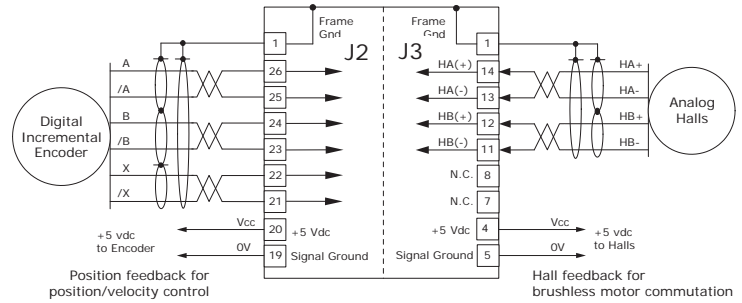 Frame
Gnd
Frame
Gnd
1
J2
J3
1
A
26
HA(+)
14
HA+
/A
25
HA(-)
13
HA-
Digital
Incremental
Encoder
B
24
HB(+)
12
HB+
Analog
Halls
/B
23
HB(-)
11
HB-
X
22
N.C.
8
/X
21
N.C.
7
+5 vdc
to Encoder
Vcc
20
+5 Vdc
+5 Vdc
4
Vcc
+5 vdc
to Halls
0V
19
Signal Ground
Signal Ground
5
0V
Position feedback for
position/velocity control
Hall feedback for
brushless motor commutation